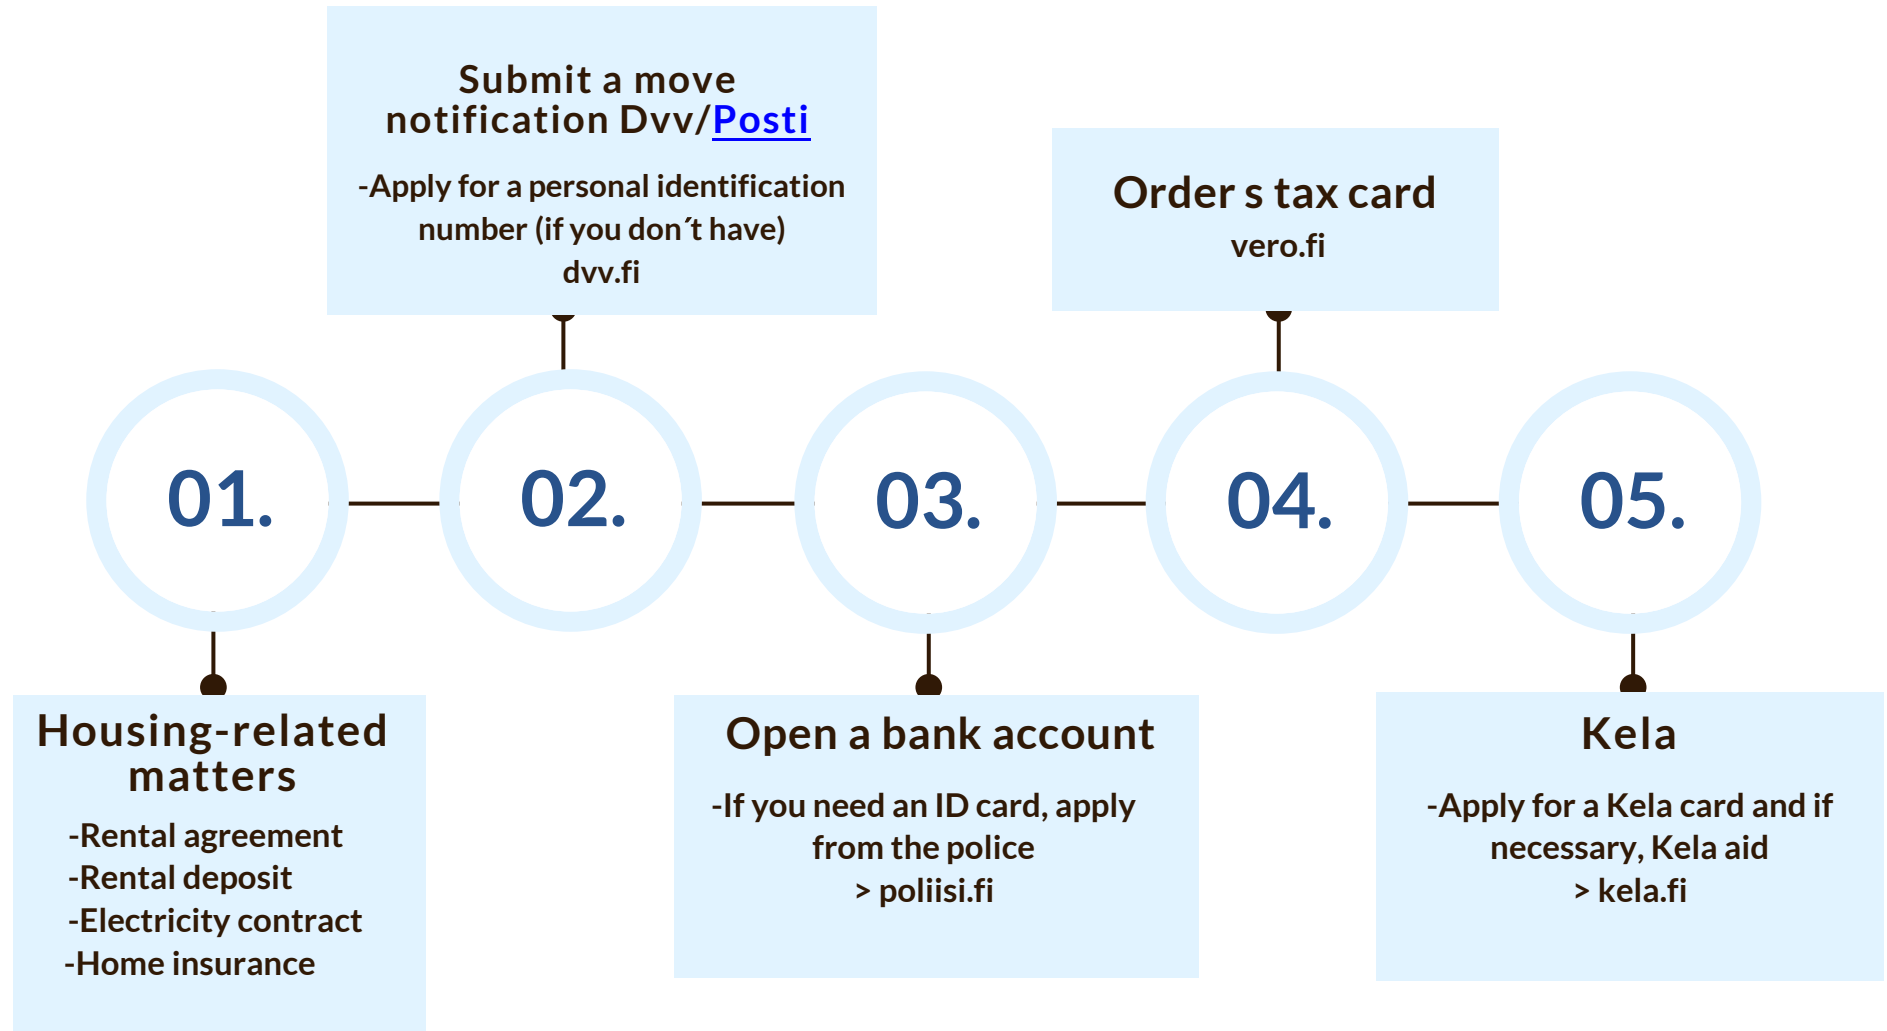 01.
Housing-related
matters
-Rental agreement
-Rental deposit
-Electricity contract
-Home insurance
02.
Submit a move
notification Dvv/Posti
-Apply for a personal identification
number (if you don´t have)
dvv.fi
03.
Open a bank account
-If you need an ID card, apply
from the police
> poliisi.fi
04.
Order s tax card
vero.fi
05.
Kela
-Apply for a Kela card and if
necessary, Kela aid
> kela.fi